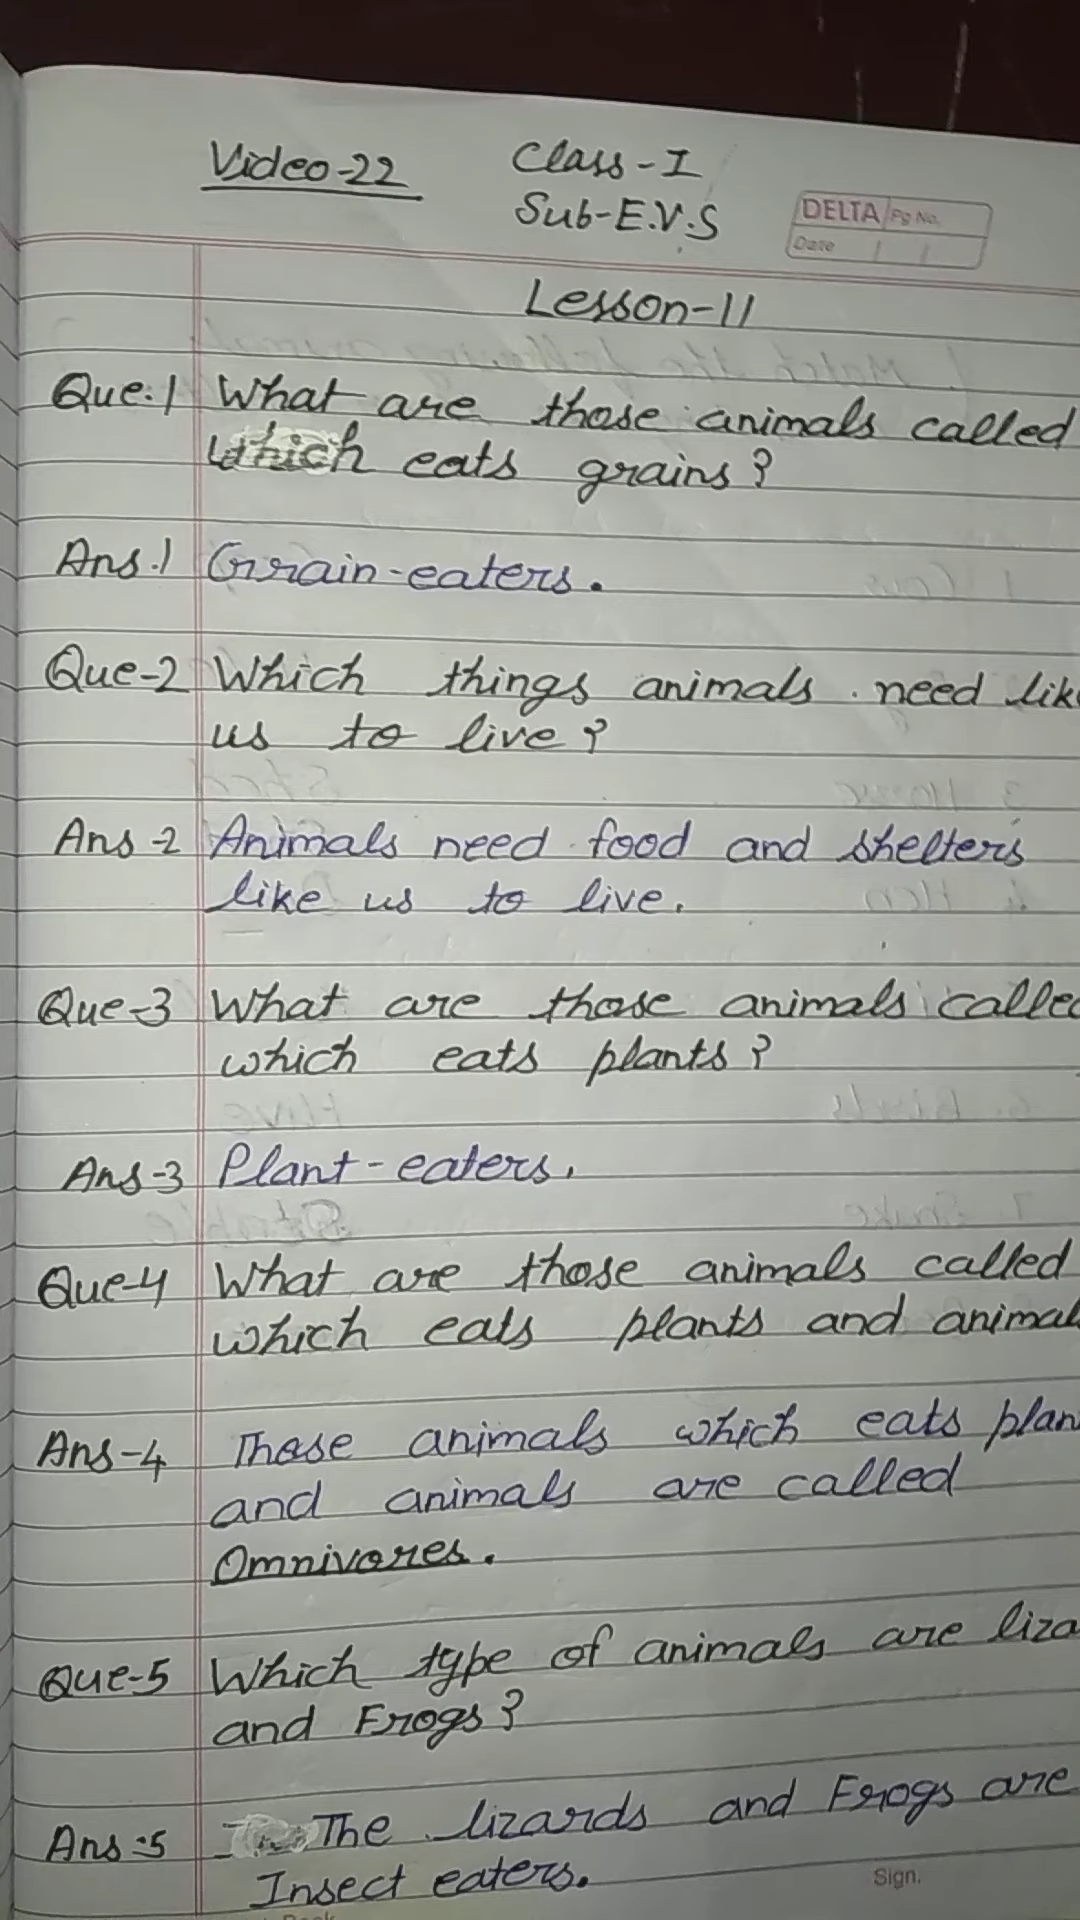 Video-22
Class-I
Sub-E.V.S
DELTA Pg No.
Date
Lesson-11
Que.1 What are those animals called
which eats grains?
Ans.1 Grain-eaters.
Que-2 Which things animals need lik
us to live?
Ans-2 Animals need food and shelters
like us to live.
Que-3 What are those animals called
which eats plants?
Ans-3 Plant-eaters.
Que-4 What are those animals called
which eats plants and animals
Ans-4 These animals which eats plan
and animals are called
Omnivores.
Que-5 Which type of animals are liza
and Frogs?
Ans-5 The lizards and Frogs are
Insect eaters.
Sign.